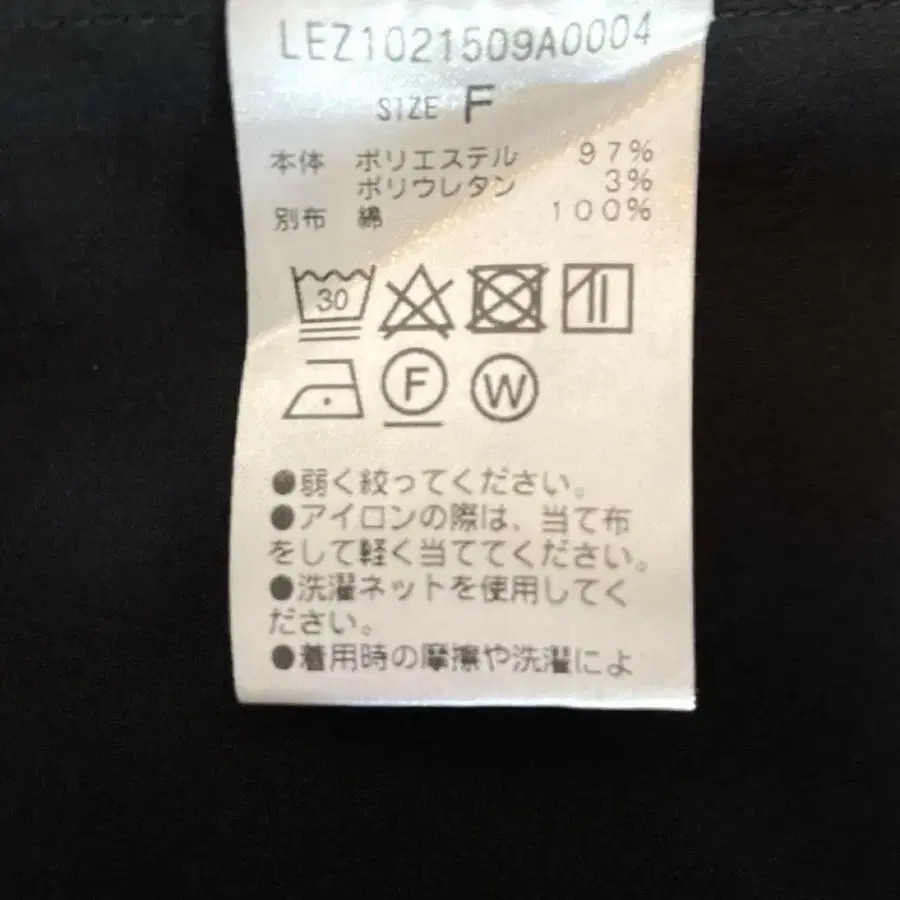 LEZ1021509A0004
SIZE F
本体 ポリエステル 97%
ポリウレタン 3%
別布 綿 100%
30
F W
●弱く絞ってください。
●アイロンの際は、当て布
をして軽く当ててください。
●洗濯ネットを使用してく
ださい。
●着用時の摩擦や洗濯によ